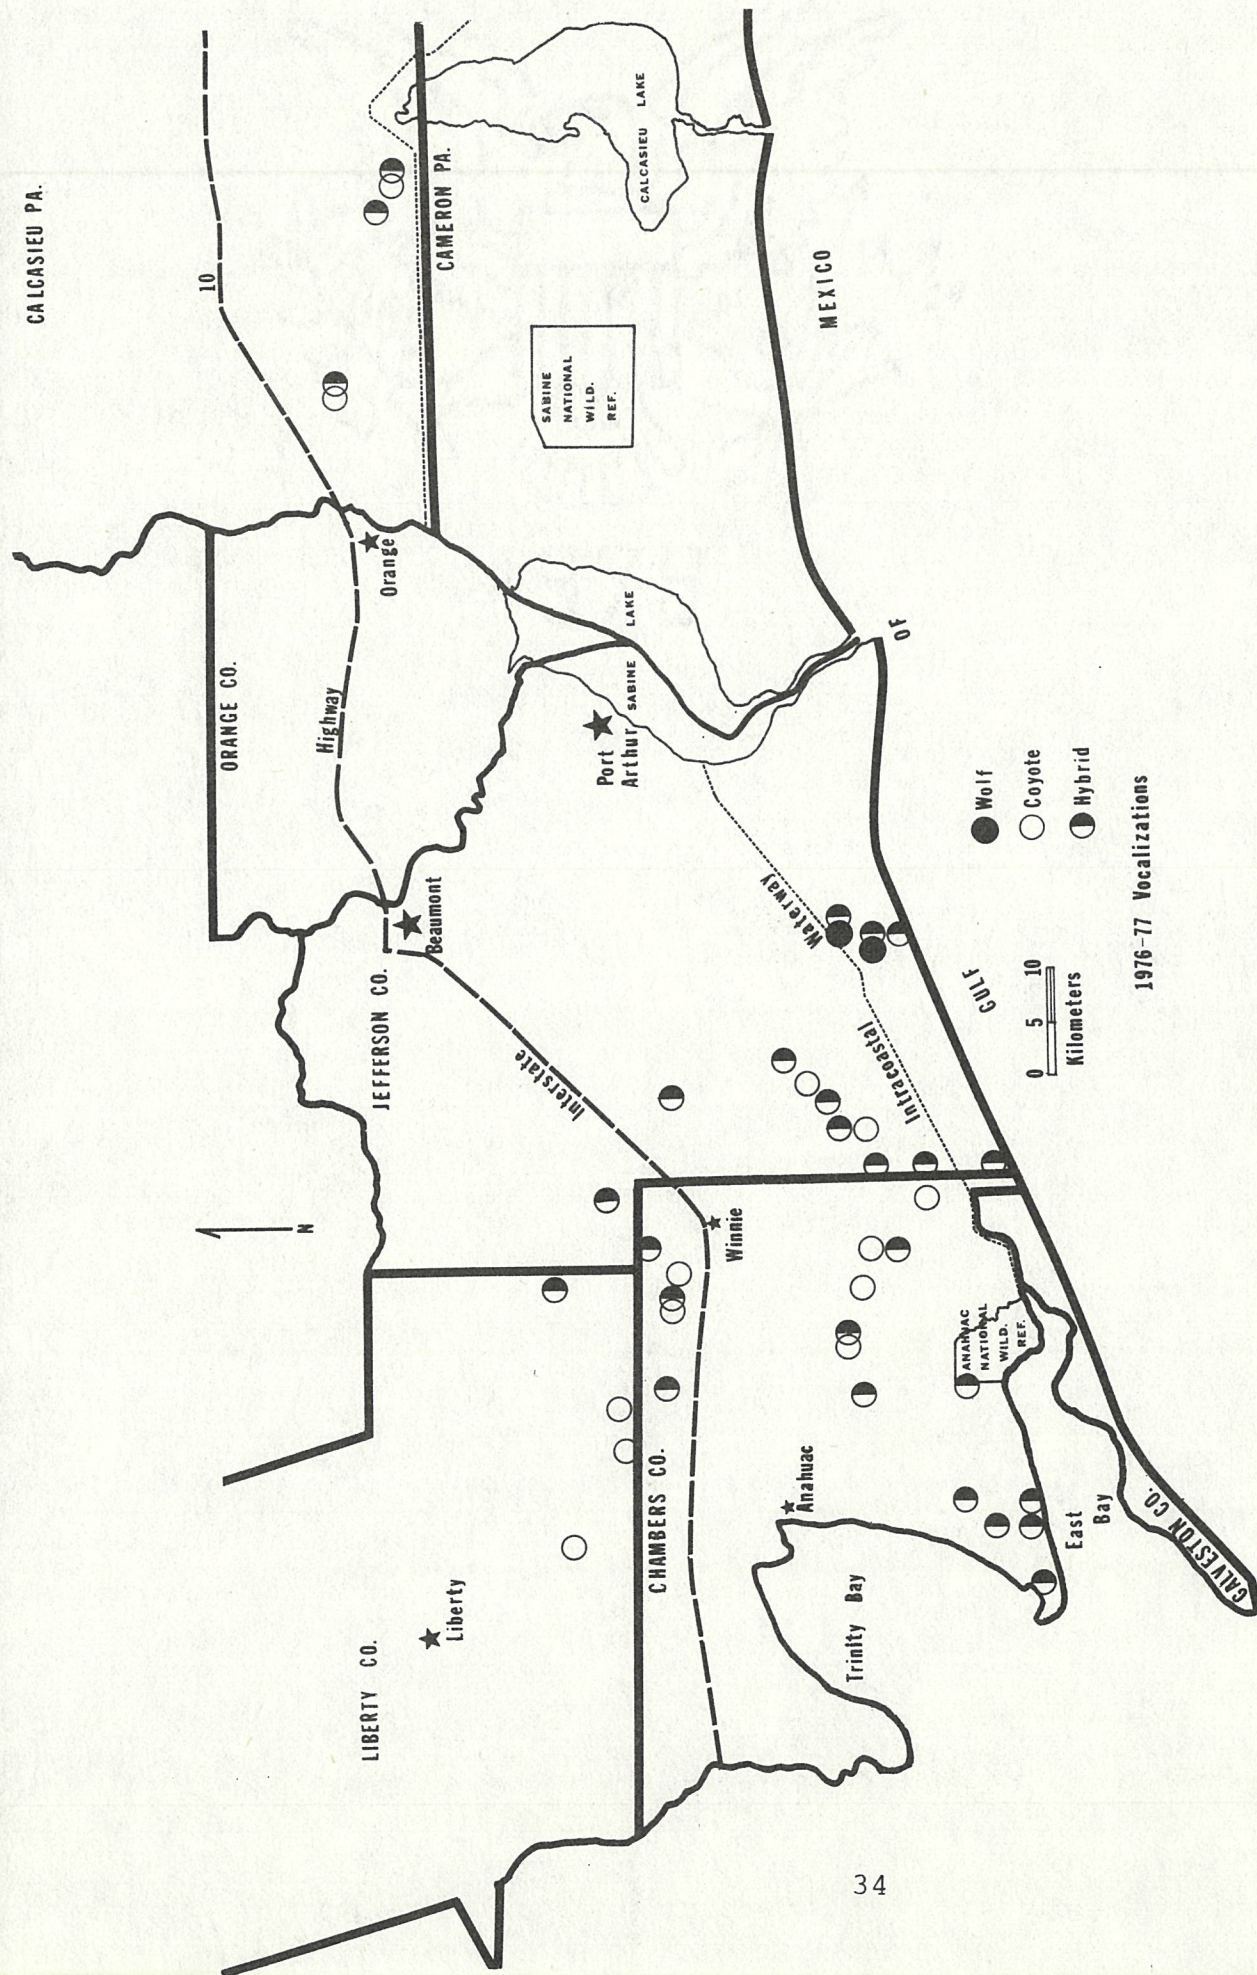 CALCASIEU PA.
10
CAMERON PA.
CALCASIEU LAKE
SABINE
NATIONAL
WILD.
REF.
MEXICO
ORANGE CO.
Highway
Orange
SABINE LAKE
Port
Arthur
OF
JEFFERSON CO.
Beaumont
Interstate
Waterway
Intracoastal
GULF
LIBERTY CO.
Liberty
CHAMBERS CO.
Winnie
Anahuac
ANAHUAC
NATIONAL
WILD.
REF.
Trinity Bay
East
Bay
GALVESTON CO.
N
Wolf
Coyote
Hybrid
0 5 10
Kilometers
1976-77 Vocalizations
34